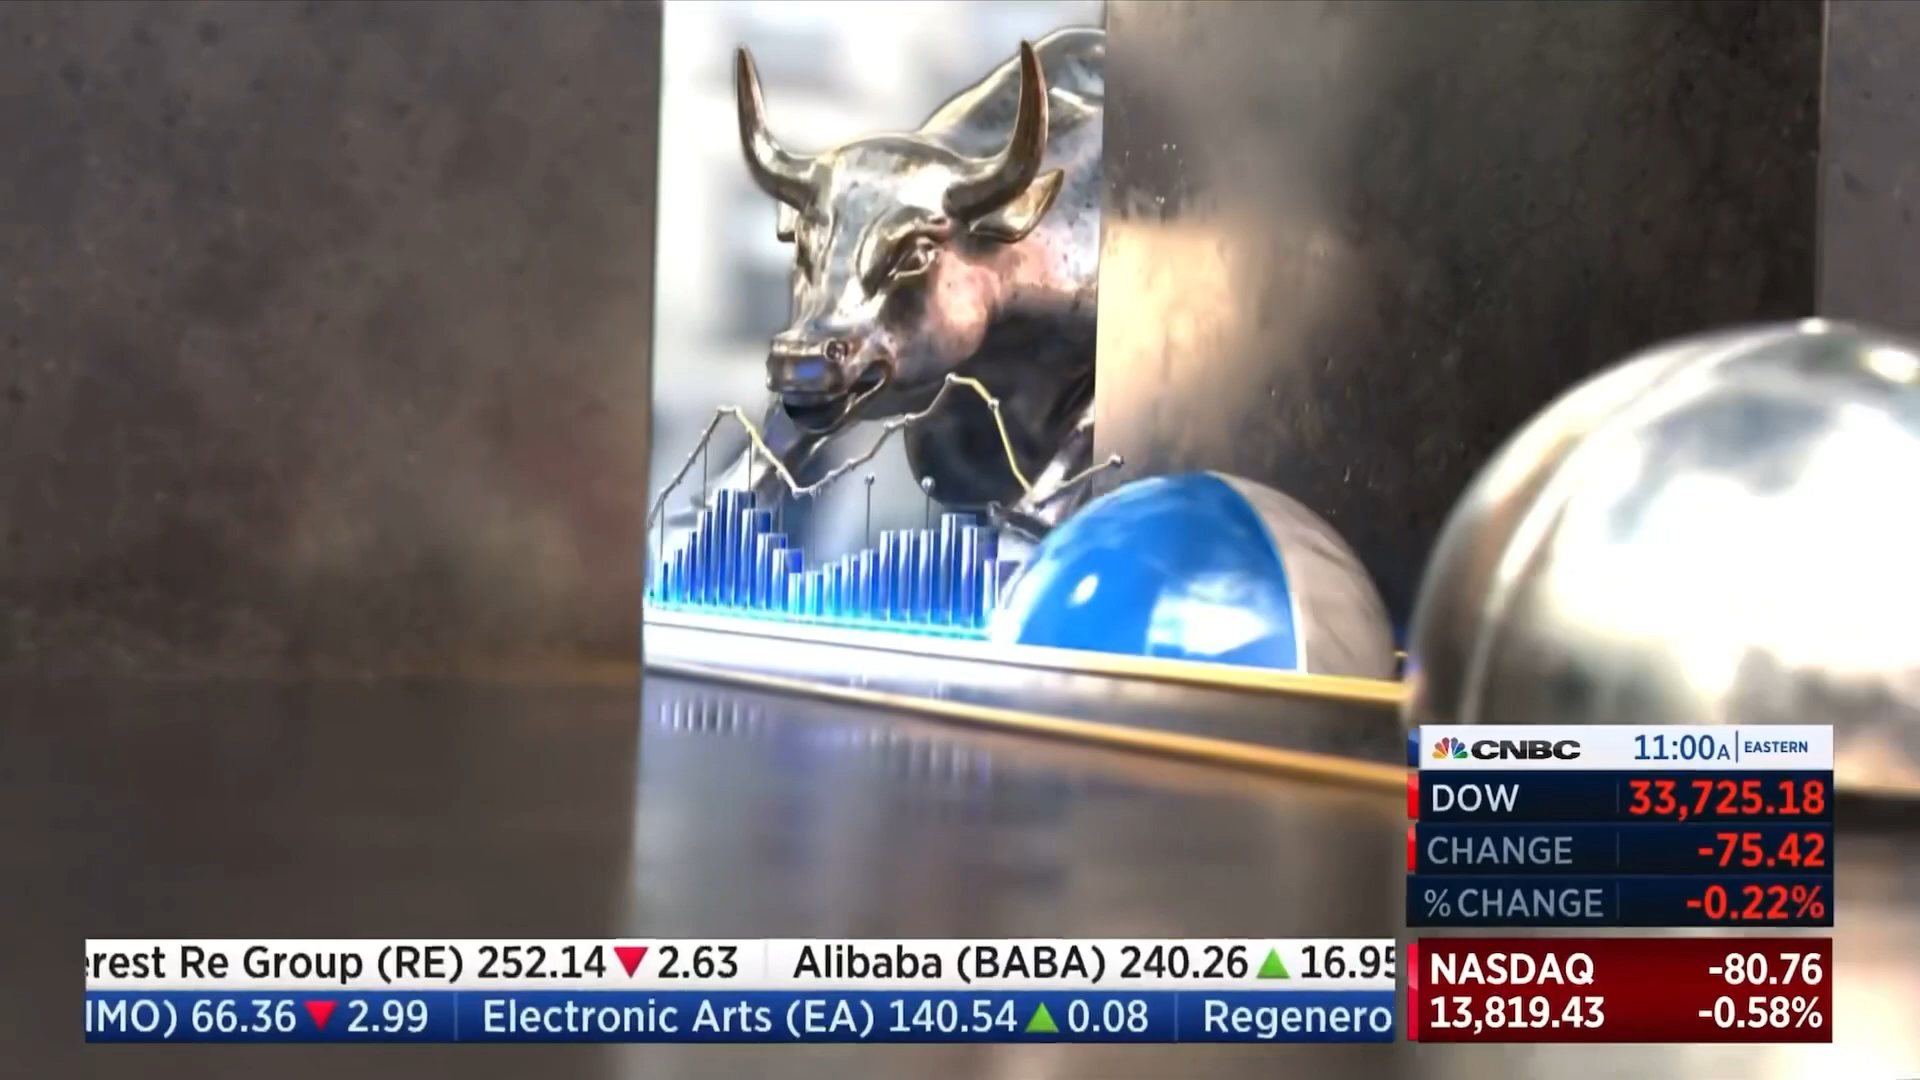 CNBC 11:00A EASTERN
DOW 33,725.18
CHANGE -75.42
% CHANGE -0.22%
Re Group (RE) 252.14 ▼ 2.63 Alibaba (BABA) 240.26 ▲ 16.95
66.36 ▼ 2.99 Electronic Arts (EA) 140.54 ▲ 0.08
NASDAQ -80.76
13,819.43 -0.58%